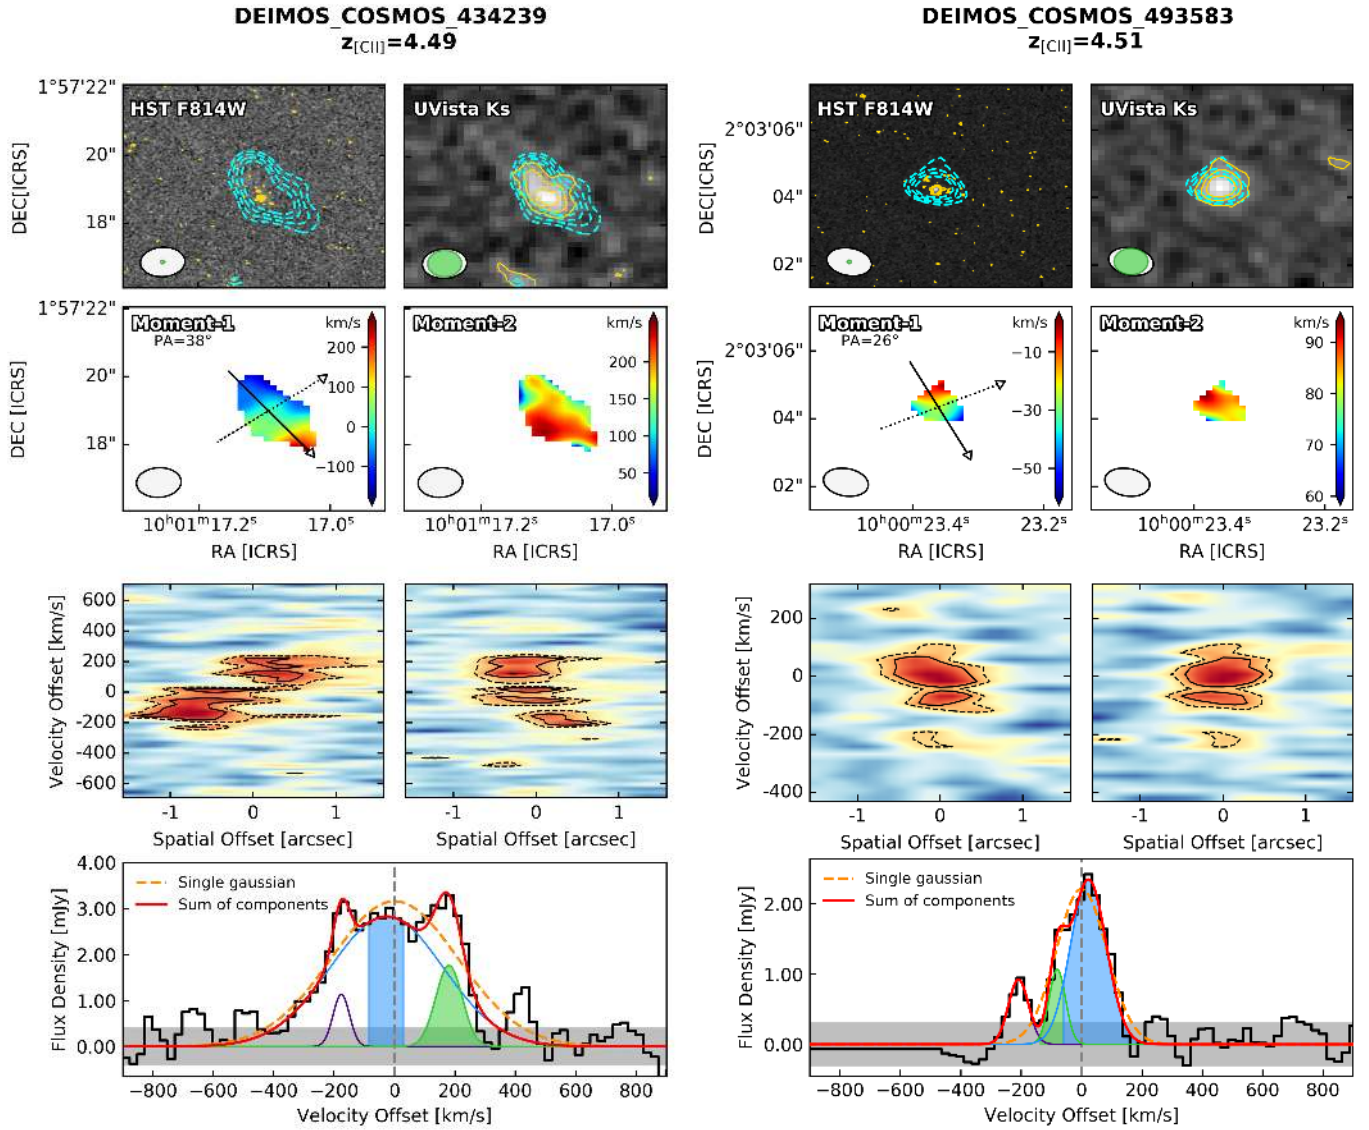 DEIMOS_COSMOS_434239
z[CII]=4.49
1°57'22"
20"
18"
DEC[ICRS]
HST F814W
UVista Ks
1°57'22"
20"
18"
DEC [ICRS]
Moment-1
PA=38°
km/s
200
100
0
−100
Moment-2
km/s
200
150
100
50
10h01m17.2s
17.0s
17.0s
RA [ICRS]
RA [ICRS]
600
400
200
0
-200
-400
-600
Velocity Offset [km/s]
-1
0
1
-1
0
1
Spatial Offset [arcsec]
Spatial Offset [arcsec]
4.00
3.00
2.00
1.00
0.00
Flux Density [mJy]
Single gaussian
Sum of components
−800
−600
−400
−200
0
200
400
600
800
Velocity Offset [km/s]
DEIMOS_COSMOS_493583
z[CII]=4.51
2°03'06"
04"
02"
DEC[ICRS]
HST F814W
UVista Ks
2°03'06"
04"
02"
DEC [ICRS]
Moment-1
PA=26°
km/s
−10
−30
−50
Moment-2
km/s
90
80
70
60
10h00m23.4s
23.2s
10h00m23.4s
23.2s
RA [ICRS]
RA [ICRS]
200
0
-200
-400
Velocity Offset [km/s]
-1
0
1
-1
0
1
Spatial Offset [arcsec]
Spatial Offset [arcsec]
2.00
1.00
0.00
Flux Density [mJy]
Single gaussian
Sum of components
−800
−600
−400
−200
0
200
400
600
800
Velocity Offset [km/s]